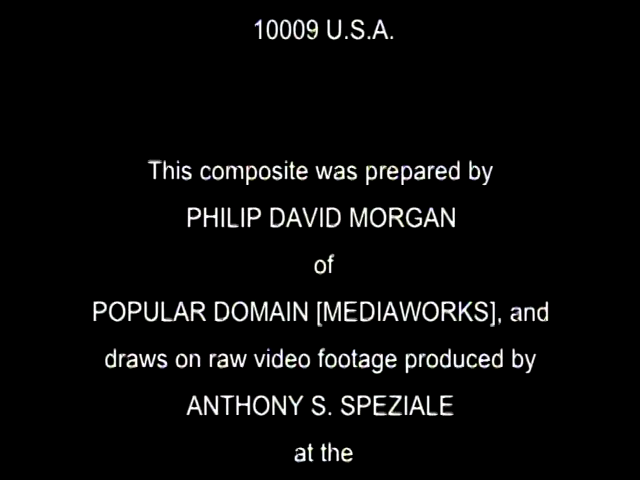 10009 U.S.A.
This composite was prepared by
PHILIP DAVID MORGAN
of
POPULAR DOMAIN [MEDIAWORKS], and
draws on raw video footage produced by
ANTHONY S. SPEZIALE
at the